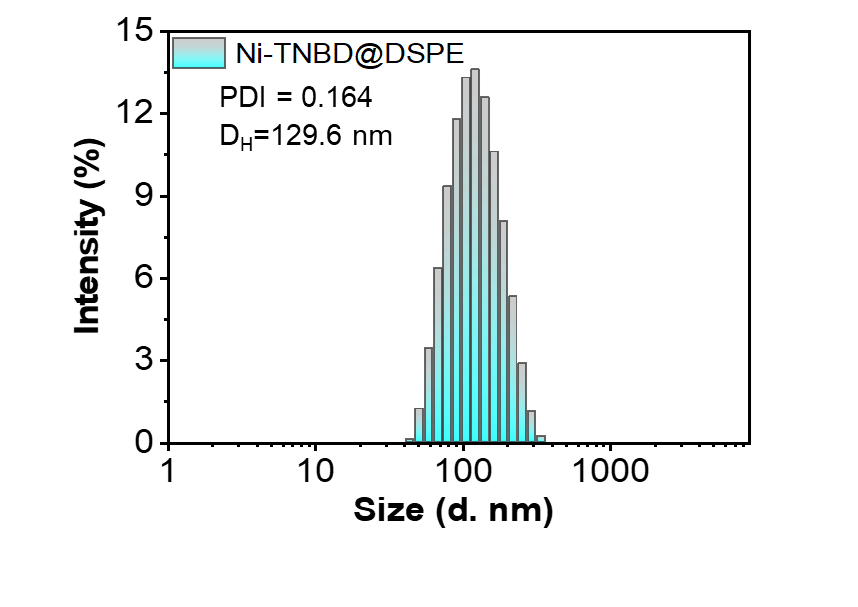 15
Ni-TNBD@DSPE
PDI = 0.164
12
D_H=129.6 nm
9
6
3
0
Intensity (%)
1 10 100 1000
Size (d. nm)